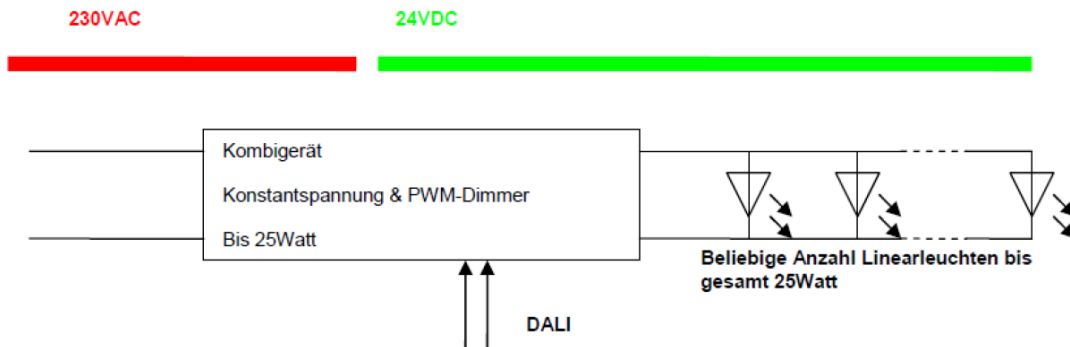 230VAC
24VDC
Kombigerät
Konstantspannung & PWM-Dimmer
Bis 25Watt
Beliebige Anzahl Linearleuchten bis
gesamt 25Watt
DALI